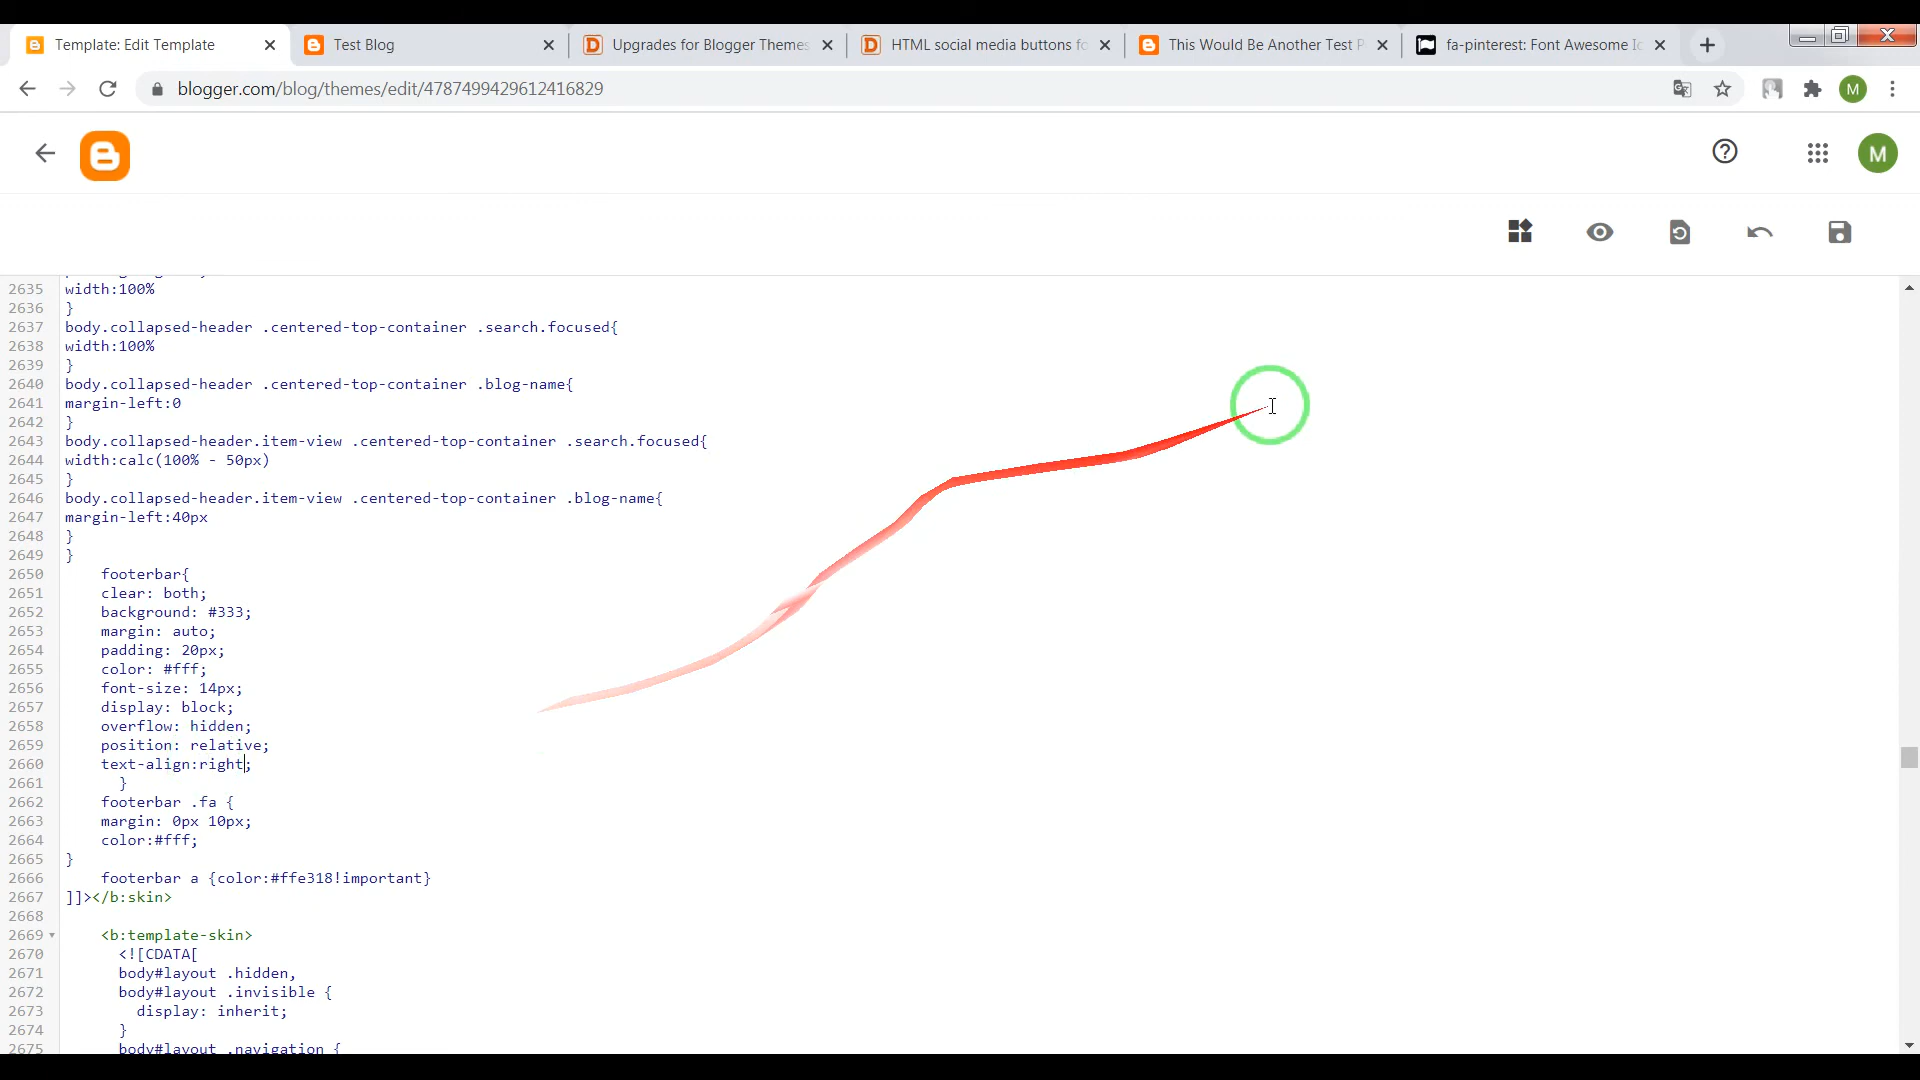 Template: Edit Template
Test Blog
Upgrades for Blogger Themes
HTML social media buttons fo
This Would Be Another Test P
fa-pinterest: Font Awesome Ic
blogger.com/blog/themes/edit/4787499429612416829
M
M
2635 width:100%
2636 }
2637 body.collapsed-header .centered-top-container .search.focused{
2638 width:100%
2639 }
2640 body.collapsed-header .centered-top-container .blog-name{
2641 margin-left:0
2642 }
2643 body.collapsed-header.item-view .centered-top-container .search.focused{
2644 width:calc(100% - 50px)
2645 }
2646 body.collapsed-header.item-view .centered-top-container .blog-name{
2647 margin-left:40px
2648 }
2649 }
2650 footerbar{
2651 clear: both;
2652 background: #333;
2653 margin: auto;
2654 padding: 20px;
2655 color: #fff;
2656 font-size: 14px;
2657 display: block;
2658 overflow: hidden;
2659 position: relative;
2660 text-align:right;
2661 }
2662 footerbar .fa {
2663 margin: 0px 10px;
2664 color:#fff;
2665 }
2666 footerbar a {color:#ffe318!important}
2667 ]]></b:skin>
2668
2669 <b:template-skin>
2670 <![CDATA[
2671 body#layout .hidden,
2672 body#layout .invisible {
2673 display: inherit;
2674 }
2675 body#layout .navigation {